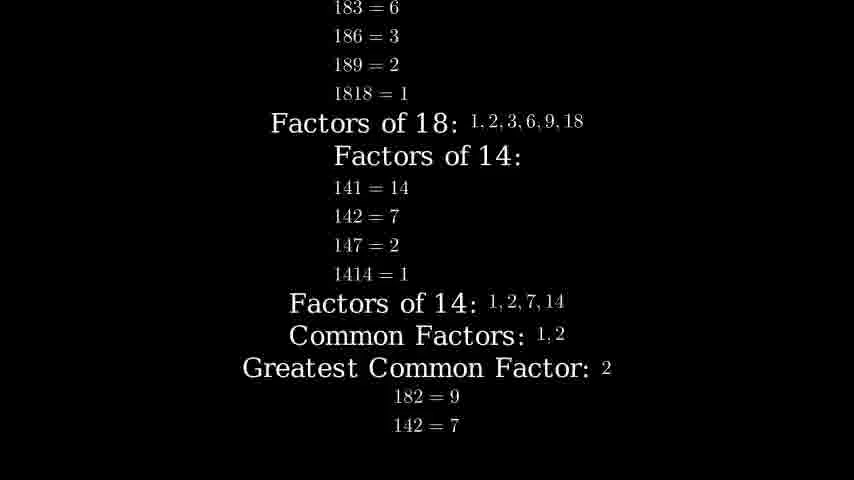 183 = 6
186 = 3
189 = 2
1818 = 1
Factors of 18: 1, 2, 3, 6, 9, 18
Factors of 14:
141 = 14
142 = 7
147 = 2
1414 = 1
Factors of 14: 1, 2, 7, 14
Common Factors: 1, 2
Greatest Common Factor: 2
182 = 9
142 = 7